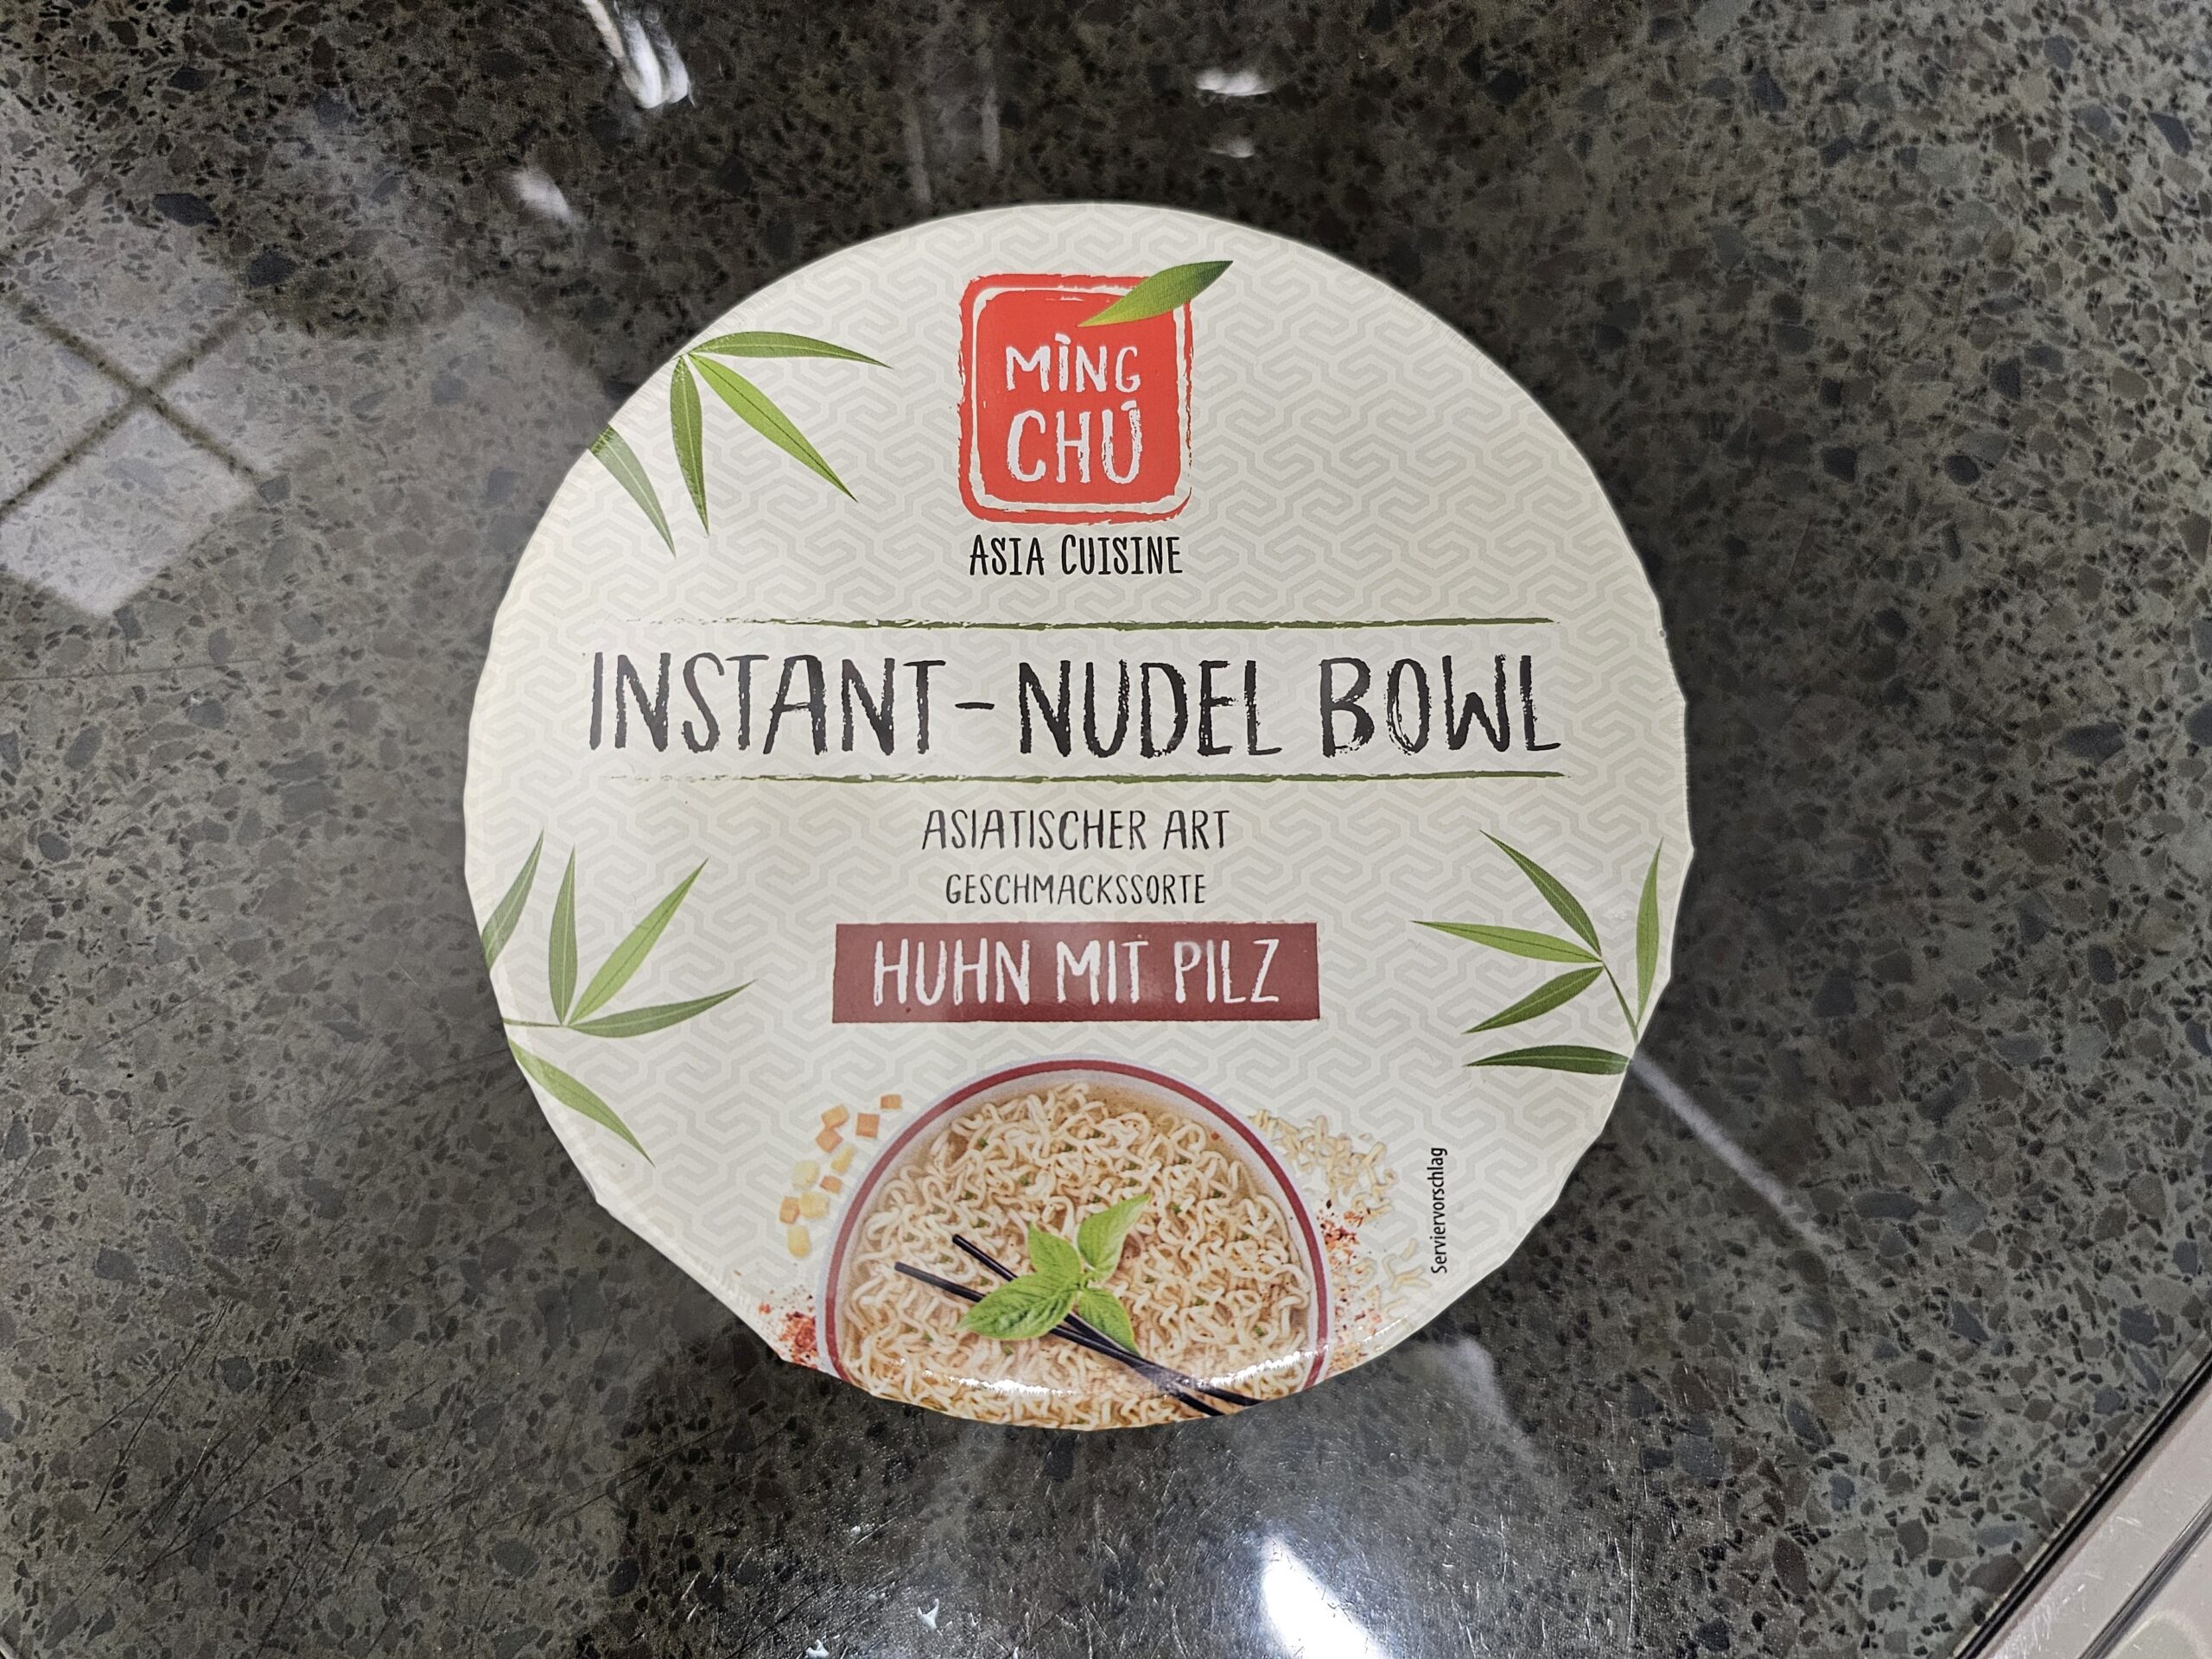 MÌNG
CHÚ
ASIA CUISINE
INSTANT-NUDEL BOWL
ASIATISCHER ART
GESCHMACKSSORTE
HUHN MIT PILZ
Serviervorschlag